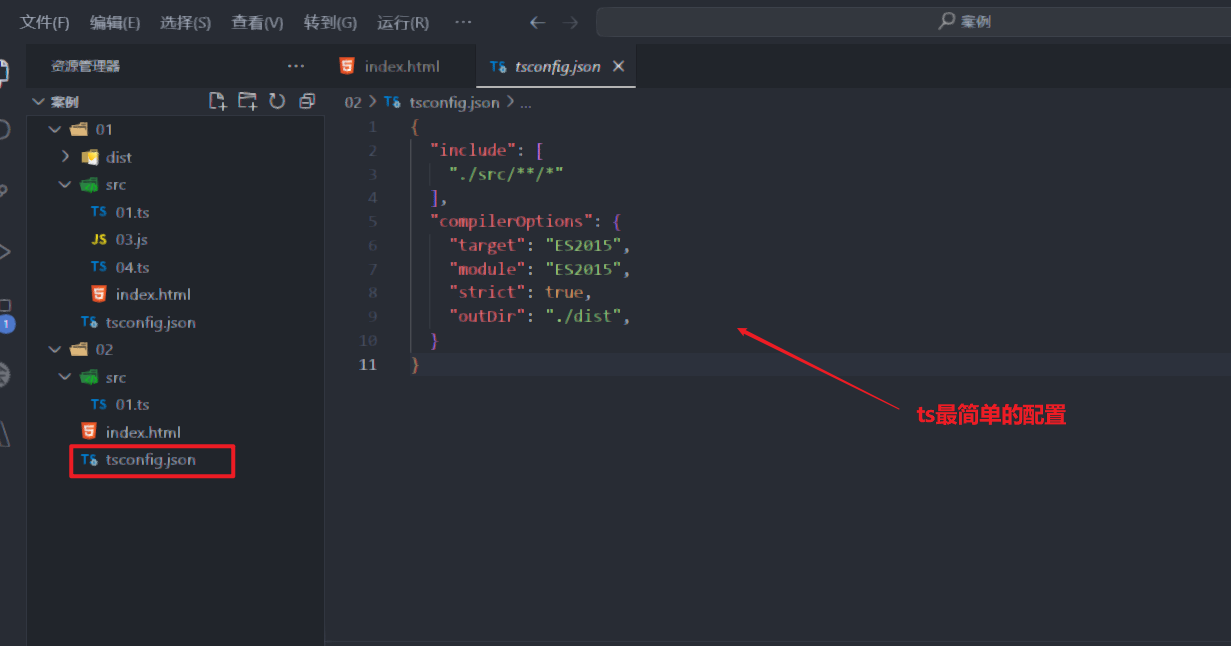 文件(F) 编辑(E) 选择(S) 查看(V) 转到(G) 运行(R) ··· 案例
资源管理器 ···
index.html
tsconfig.json
案例
01
dist
src
TS 01.ts
JS 03.js
TS 04.ts
index.html
TS tsconfig.json
02
src
TS 01.ts
index.html
TS tsconfig.json
1
02 > TS tsconfig.json > ...
1 {
2 "include": [
3 "./src/**/*"
4 ],
5 "compilerOptions": {
6 "target": "ES2015",
7 "module": "ES2015",
8 "strict": true,
9 "outDir": "./dist",
10 }
11 }
ts最简单的配置